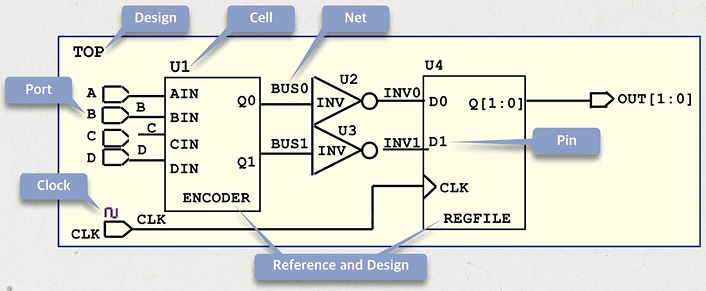 Design
Cell
Net
TOP
U1
U4
Port
A
B
B
C
C
D
D
AIN
BIN
CIN
DIN
Q0
Q1
ENCODER
BUS0
BUS1
U2
INV
U3
INV
INV0
INV1
D0
D1
Q[1:0]
CLK
REGFILE
OUT[1:0]
Pin
Clock
CLK
CLK
Reference and Design